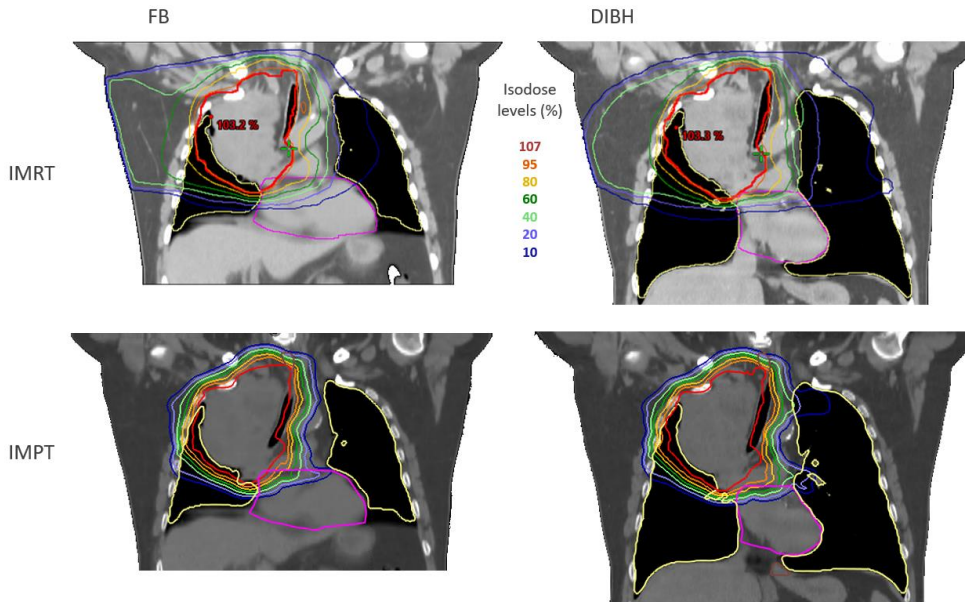 FB
DIBH
IMRT
103.2 %
Isodose
levels (%)
107
95
80
60
40
20
10
103.3 %
IMPT